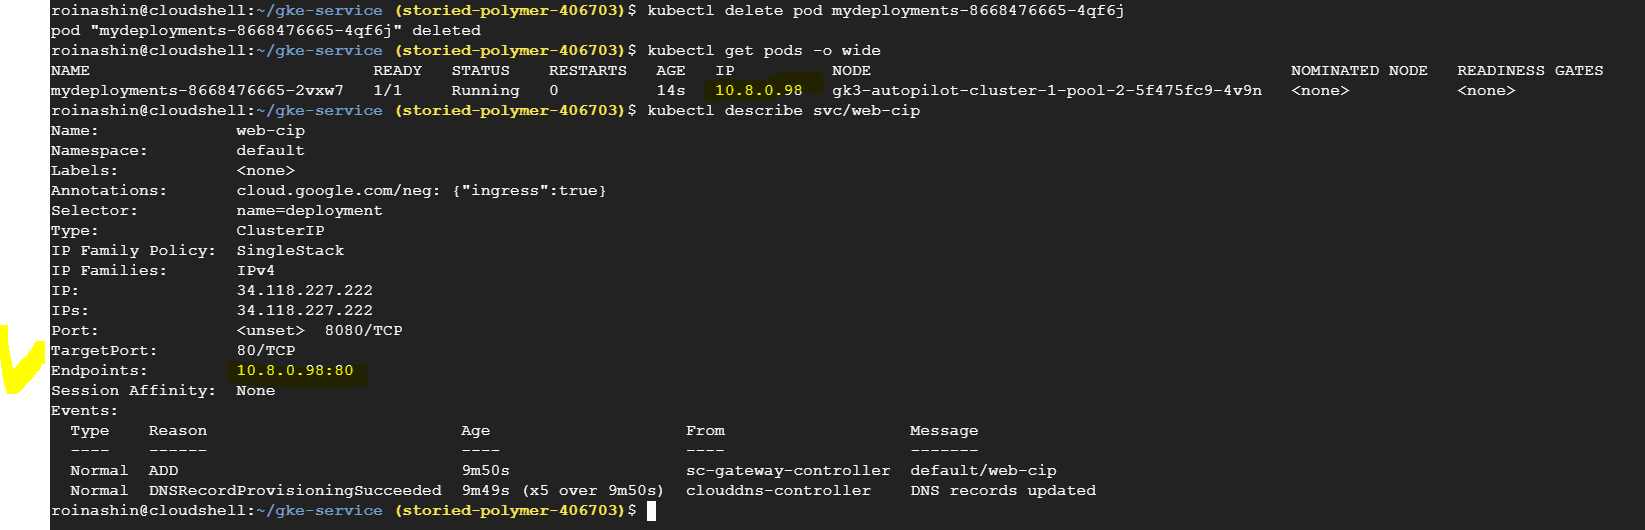 roinashin@cloudshell:~/gke-service (storied-polymer-406703)$ kubectl delete pod mydeployments-8668476665-4qf6j
pod "mydeployments-8668476665-4qf6j" deleted
roinashin@cloudshell:~/gke-service (storied-polymer-406703)$ kubectl get pods -o wide
NAME READY STATUS RESTARTS AGE IP NODE NOMINATED NODE READINESS GATES
mydeployments-8668476665-2vxw7 1/1 Running 0 14s 10.8.0.98 gk3-autopilot-cluster-1-pool-2-5f475fc9-4v9n <none> <none>
roinashin@cloudshell:~/gke-service (storied-polymer-406703)$ kubectl describe svc/web-cip
Name: web-cip
Namespace: default
Labels: <none>
Annotations: cloud.google.com/neg: {"ingress":true}
Selector: name=deployment
Type: ClusterIP
IP Family Policy: SingleStack
IP Families: IPv4
IP: 34.118.227.222
IPs: 34.118.227.222
Port: <unset> 8080/TCP
TargetPort: 80/TCP
Endpoints: 10.8.0.98:80
Session Affinity: None
Events:
Type Reason Age From Message
---- ------ ---- ---- -------
Normal ADD 9m50s sc-gateway-controller default/web-cip
Normal DNSRecordProvisioningSucceeded 9m49s (x5 over 9m50s) clouddns-controller DNS records updated
roinashin@cloudshell:~/gke-service (storied-polymer-406703)$